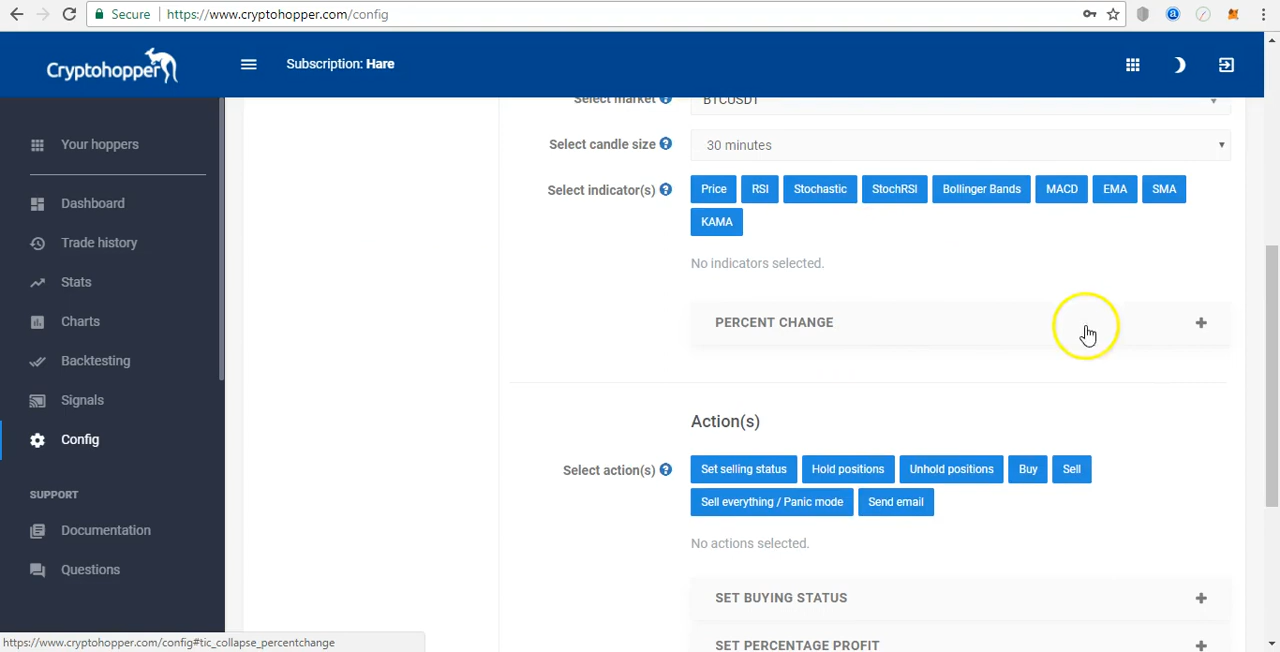 Secure | https://www.cryptohopper.com/config
Cryptohopper
Subscription: Hare
Your hoppers
Dashboard
Trade history
Stats
Charts
Backtesting
Signals
Config
SUPPORT
Documentation
Questions
Select market BTCUSDT
Select candle size 30 minutes
Select indicator(s) Price RSI Stochastic StochRSI Bollinger Bands MACD EMA SMA
KAMA
No indicators selected.
PERCENT CHANGE
Action(s)
Select action(s) Set selling status Hold positions Unhold positions Buy Sell
Sell everything / Panic mode Send email
No actions selected.
SET BUYING STATUS
SET PERCENTAGE PROFIT
https://www.cryptohopper.com/config#tic_collapse_percentchange